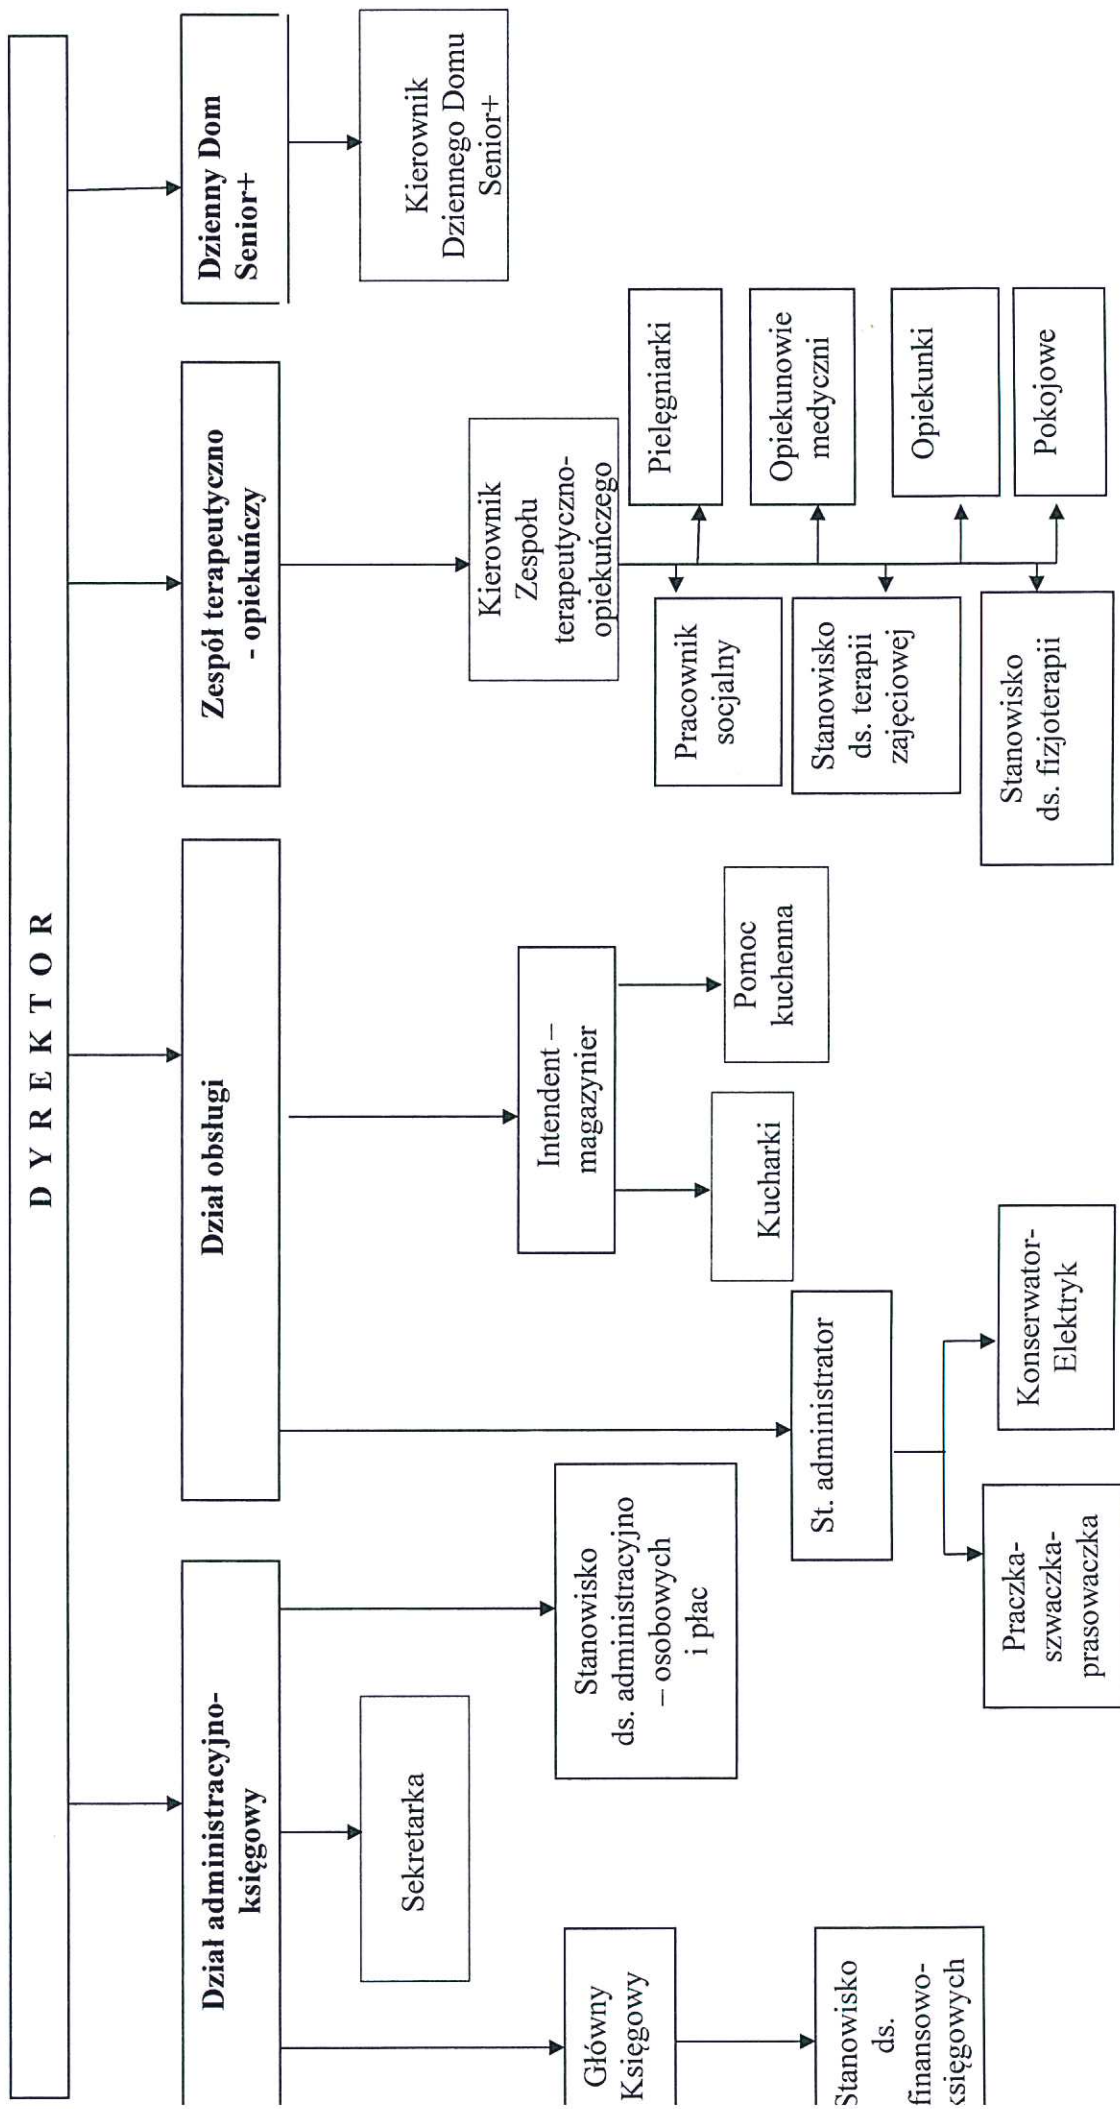 DYREKTOR
Dział administracyjno-
księgowy
Dział obsługi
Zespół terapeutyczno
- opiekuńczy
Dzienny Dom
Senior+
Sekretarka
Kierownik
Dziennego Domu
Senior+
Kierownik
Zespołu
terapeutyczno-
opiekuńczego
Główny
Księgowy
Stanowisko
ds. administracyjno
– osobowych
i płac
Intendent –
magazynier
Pracownik
socjalny
Pielęgniarki
Kucharki
Pomoc
kuchenna
Stanowisko
ds. terapii
zajęciowej
Opiekunowie
medyczni
Stanowisko
ds.
finansowo-
księgowych
St. administrator
Opiekunki
Praczka-
szwaczka-
prasowaczka
Konserwator-
Elektryk
Stanowisko
ds. fizjoterapii
Pokojowe